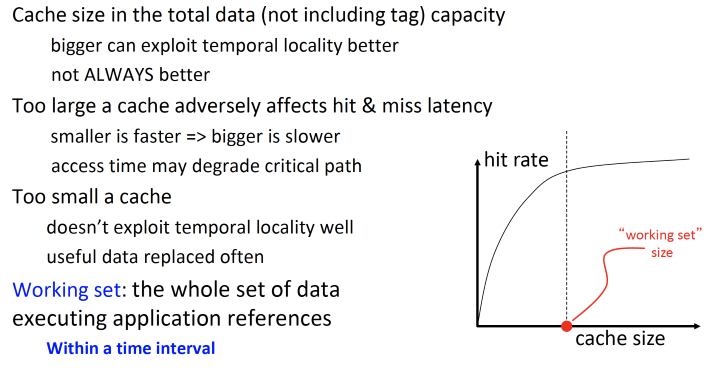 Cache size in the total data (not including tag) capacity
bigger can exploit temporal locality better
not ALWAYS better
Too large a cache adversely affects hit & miss latency
smaller is faster => bigger is slower
access time may degrade critical path
Too small a cache
doesn’t exploit temporal locality well
useful data replaced often
Working set: the whole set of data
executing application references
Within a time interval
hit rate
“working set”
size
cache size